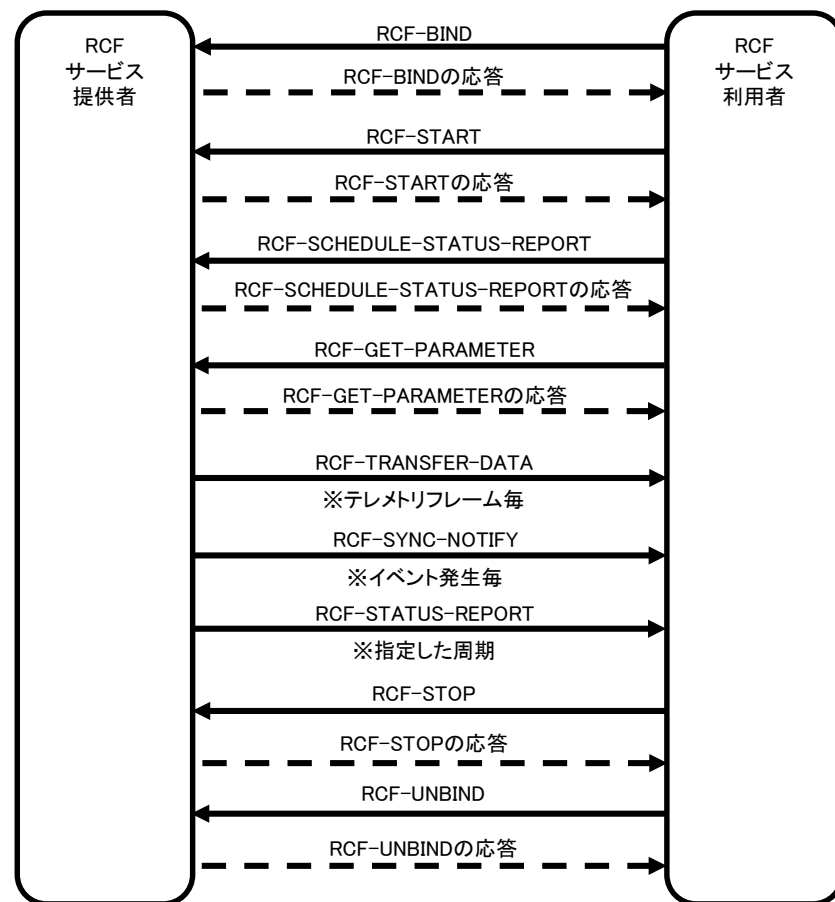 RCF
サービス
提供者
RCF
サービス
利用者
RCF-BIND
RCF-BINDの応答
RCF-START
RCF-STARTの応答
RCF-SCHEDULE-STATUS-REPORT
RCF-SCHEDULE-STATUS-REPORTの応答
RCF-GET-PARAMETER
RCF-GET-PARAMETERの応答
RCF-TRANSFER-DATA
※テレメトリフレーム毎
RCF-SYNC-NOTIFY
※イベント発生毎
RCF-STATUS-REPORT
※指定した周期
RCF-STOP
RCF-STOPの応答
RCF-UNBIND
RCF-UNBINDの応答